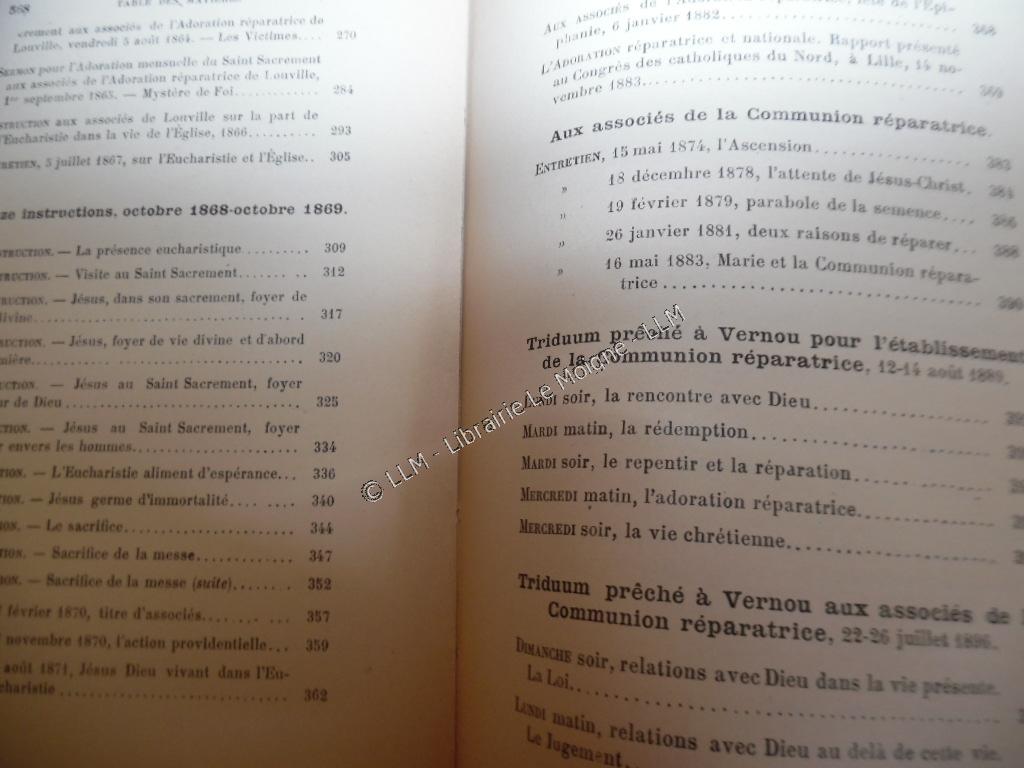 568
TABLE DES MATIÈRES
crement aux associés de l'Adoration réparatrice de
Louville, vendredi 5 août 1864. — Les Victimes.... 270
Sermon pour l'Adoration mensuelle du Saint Sacrement
aux associés de l'Adoration réparatrice de Louville,
1er septembre 1865. — Mystère de Foi............. 284
struction aux associés de Louville sur la part de
l'Eucharistie dans la vie de l'Église, 1866.......... 293
tretien, 5 juillet 1867, sur l'Eucharistie et l'Église.. 305
ze instructions, octobre 1868-octobre 1869.
struction. — La présence eucharistique.......... 309
truction. — Visite au Saint Sacrement....... .. 312
ruction. — Jésus, dans son sacrement, foyer de
divine................................ 317
uction. — Jésus, foyer de vie divine et d'abord
mière................................ 320
uction. — Jésus au Saint Sacrement, foyer
ur de Dieu............................ 325
uction. — Jésus au Saint Sacrement, foyer
r envers les hommes..................... 334
ction. — L'Eucharistie aliment d'espérance... 336
tion. — Jésus germe d'immortalité.... ..... 340
ion. — Le sacrifice...................... 344
tion. — Sacrifice de la messe............. 347
on. — Sacrifice de la messe (suite)........ 352
février 1870, titre d'associés....... ... 357
novembre 1870, l'action providentielle... 359
août 1871, Jésus Dieu vivant dans l'Eu-
charistie............................ 362
Aux associés de l'Adoration réparatrice, fête de l'Epi-
phanie, 6 janvier 1882........................ 368
L'Adoration réparatrice et nationale. Rapport présenté
au Congrès des catholiques du Nord, à Lille, 14 no-
vembre 1883.............................. 369
Aux associés de la Communion réparatrice.
Entretien, 15 mai 1874, l'Ascension................ 383
» 18 décembre 1878, l'attente de Jésus-Christ. 384
» 19 février 1879, parabole de la semence.... 386
» 26 janvier 1881, deux raisons de réparer... 388
» 16 mai 1883, Marie et la Communion répara-
trice................................ 390
Triduum prêché à Vernou pour l'établissement
de la Communion réparatrice, 12-14 août 1889.
Lundi soir, la rencontre avec Dieu...............
Mardi matin, la rédemption.....................
Mardi soir, le repentir et la réparation............
Mercredi matin, l'adoration réparatrice............
Mercredi soir, la vie chrétienne..................
Triduum prêché à Vernou aux associés de l
Communion réparatrice, 22-26 juillet 1896.
Dimanche soir, relations avec Dieu dans la vie présente.
La Loi..............................
Lundi matin, relations avec Dieu au delà de cette vie.
Le Jugement..........
© LLM - Librairie Le Moigne - LLM